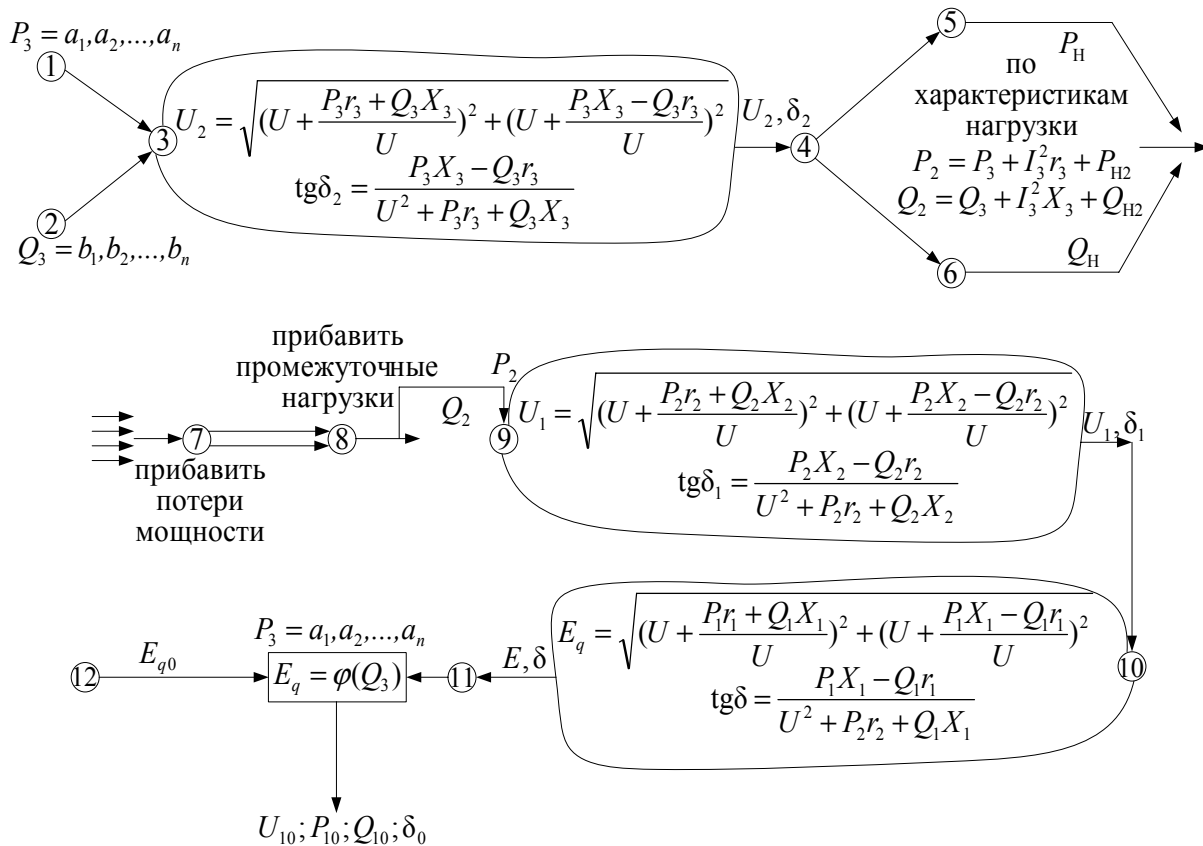 P₃ = a₁,a₂,...,aₙ
1
2
Q₃ = b₁,b₂,...,bₙ
3
U₂ = √((U + (P₃r₃ + Q₃X₃)/U)² + (U + (P₃X₃ − Q₃r₃)/U)²)
tgδ₂ = (P₃X₃ − Q₃r₃)/(U² + P₃r₃ + Q₃X₃)
U₂, δ₂
4
5
P_Н
по
характеристикам
нагрузки
P₂ = P₃ + I₃²r₃ + P_Н2
Q₂ = Q₃ + I₃²X₃ + Q_Н2
6
Q_Н
прибавить
промежуточные
нагрузки
7
8
прибавить
потери
мощности
P₂
Q₂
9
U₁ = √((U + (P₂r₂ + Q₂X₂)/U)² + (U + (P₂X₂ − Q₂r₂)/U)²)
tgδ₁ = (P₂X₂ − Q₂r₂)/(U² + P₂r₂ + Q₂X₂)
U₁, δ₁
10
E_q = √((U + (P₁r₁ + Q₁X₁)/U)² + (U + (P₁X₁ − Q₁r₁)/U)²)
tgδ = (P₁X₁ − Q₁r₁)/(U² + P₂r₂ + Q₁X₁)
E, δ
11
P₃ = a₁,a₂,...,aₙ
E_q = φ(Q₃)
E_q0
12
U₁₀; P₁₀; Q₁₀; δ₀